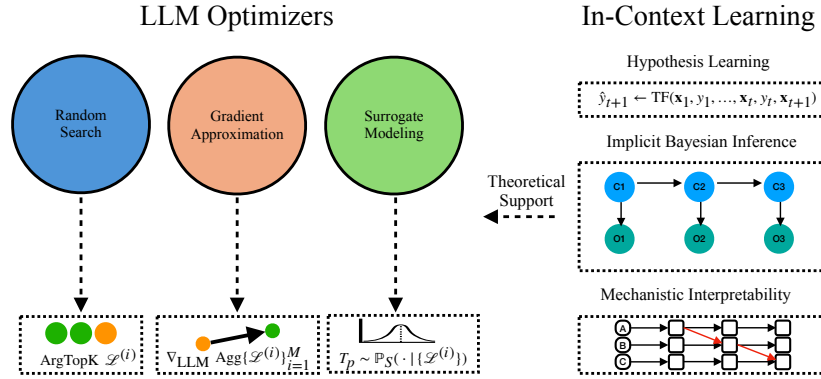 LLM Optimizers
Random
Search
Gradient
Approximation
Surrogate
Modeling
ArgTopK ℒ^(i)
∇_LLM Agg{ℒ^(i)}_{i=1}^M
T_p ~ ℙ_S( · | {ℒ^(i)})
Theoretical
Support
In-Context Learning
Hypothesis Learning
ŷ_{t+1} ← TF(𝐱_1, y_1, …, 𝐱_t, y_t, 𝐱_{t+1})
Implicit Bayesian Inference
C1 C2 C3
O1 O2 O3
Mechanistic Interpretability
A
B
C